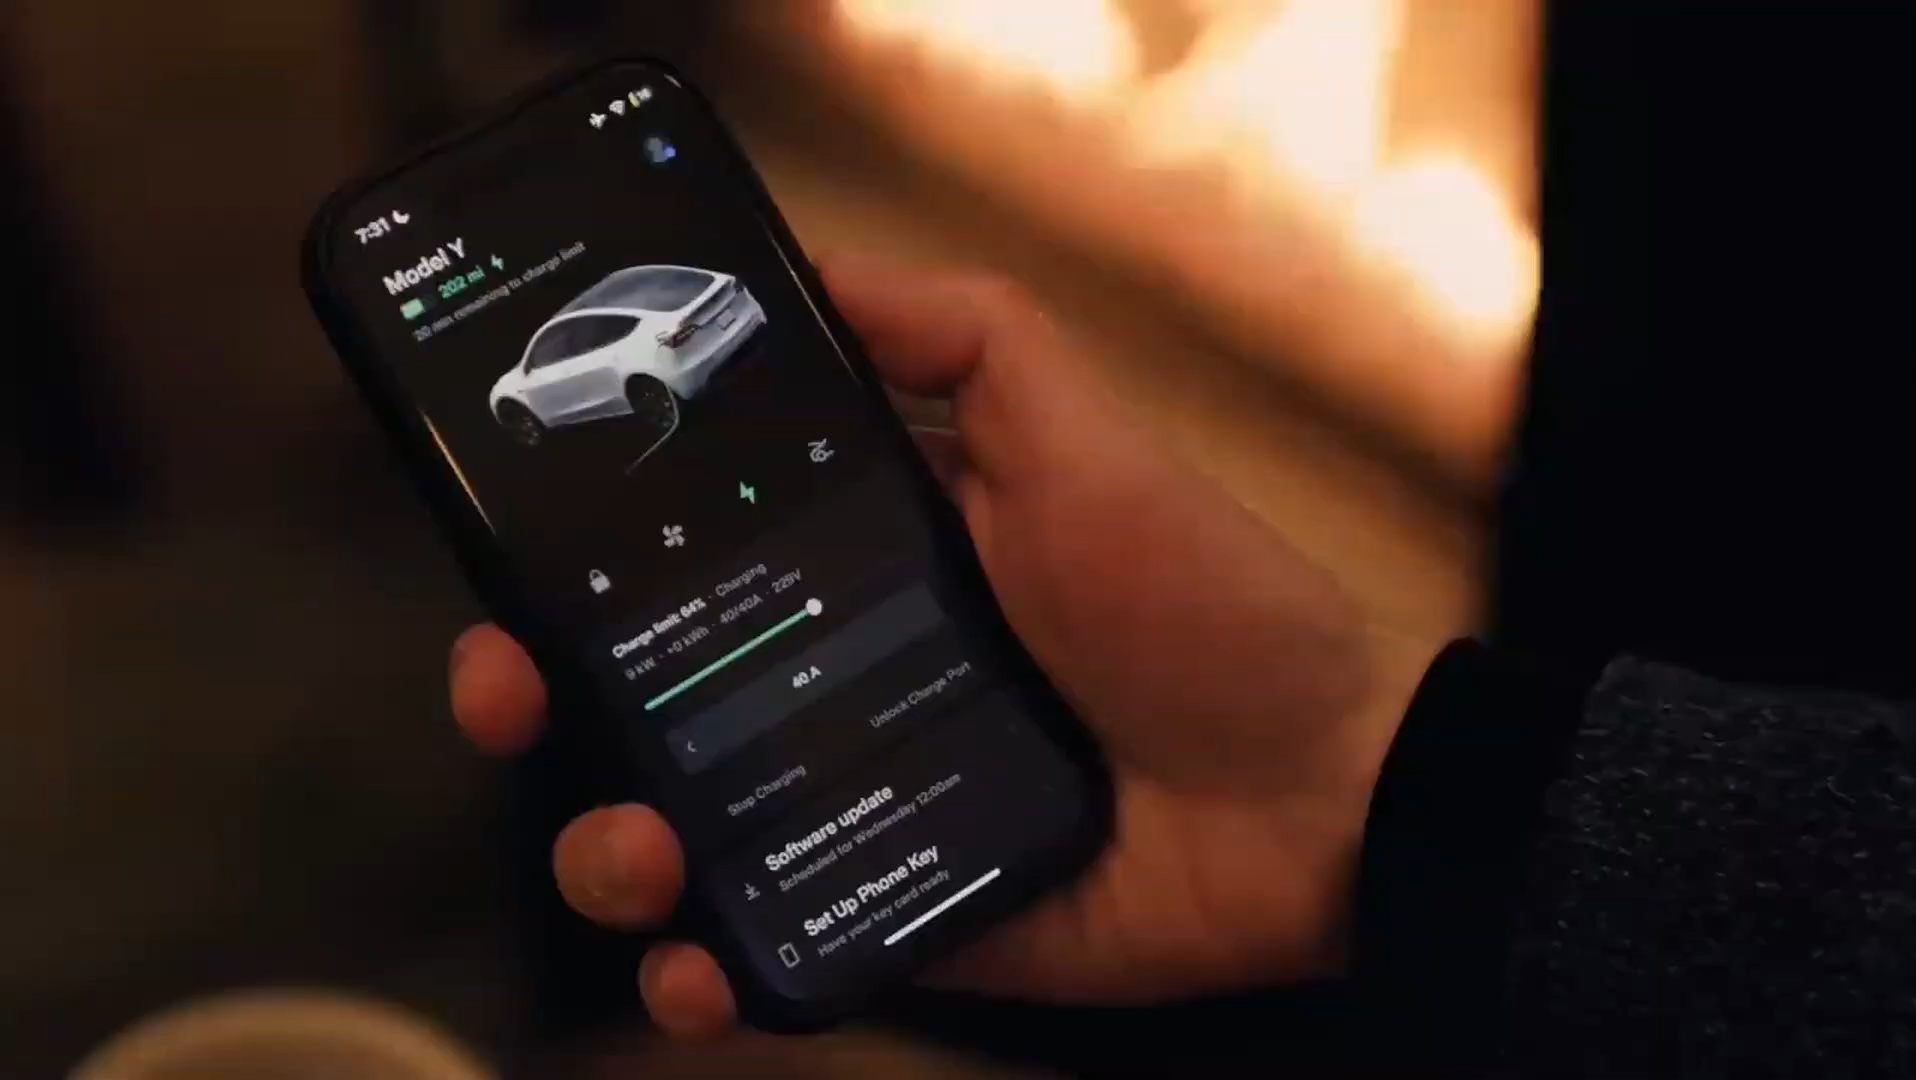 7:31
Model Y
202 mi
20 min remaining to charge limit
Charge limit: 64% · Charging
9 kW · +0 kWh · 40/40A · 229V
40 A
Stop Charging
Unlock Charge Port
Software update
Scheduled for Wednesday 12:00am
Set Up Phone Key
Have your key card ready